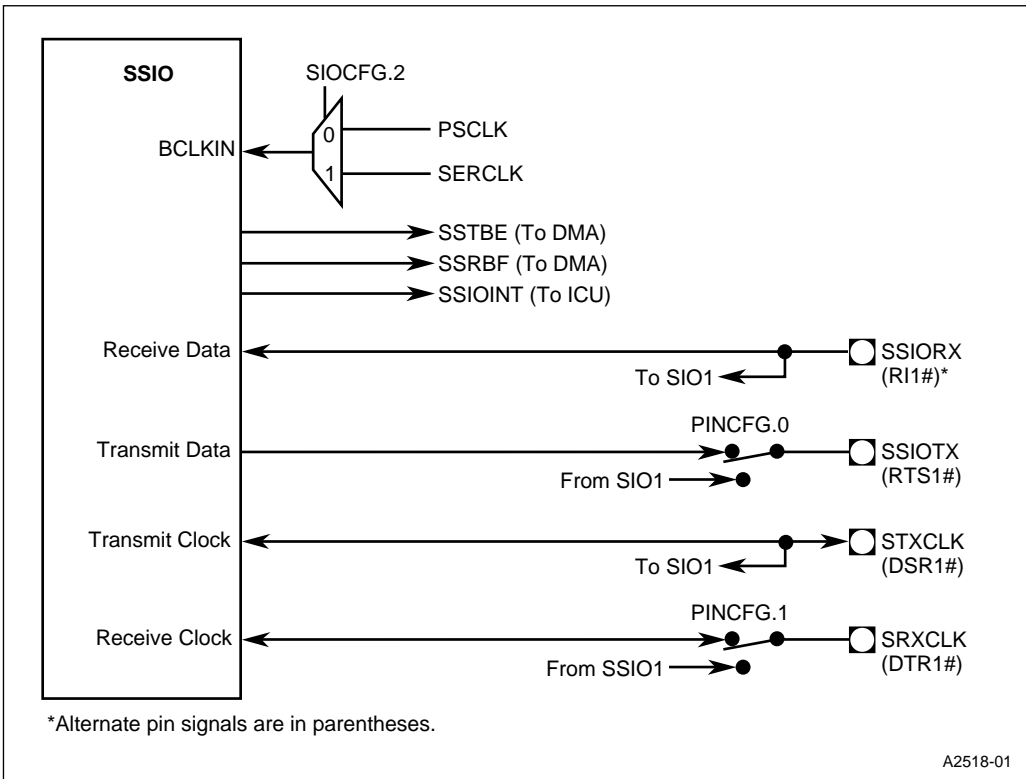 SSIO
SIOCFG.2
BCLKIN
0
PSCLK
1
SERCLK
SSTBE (To DMA)
SSRBF (To DMA)
SSIOINT (To ICU)
Receive Data
SSIORX
(RI1#)*
To SIO1
PINCFG.0
Transmit Data
SSIOTX
(RTS1#)
From SIO1
Transmit Clock
STXCLK
(DSR1#)
To SIO1
PINCFG.1
Receive Clock
SRXCLK
(DTR1#)
From SSIO1
*Alternate pin signals are in parentheses.
A2518-01